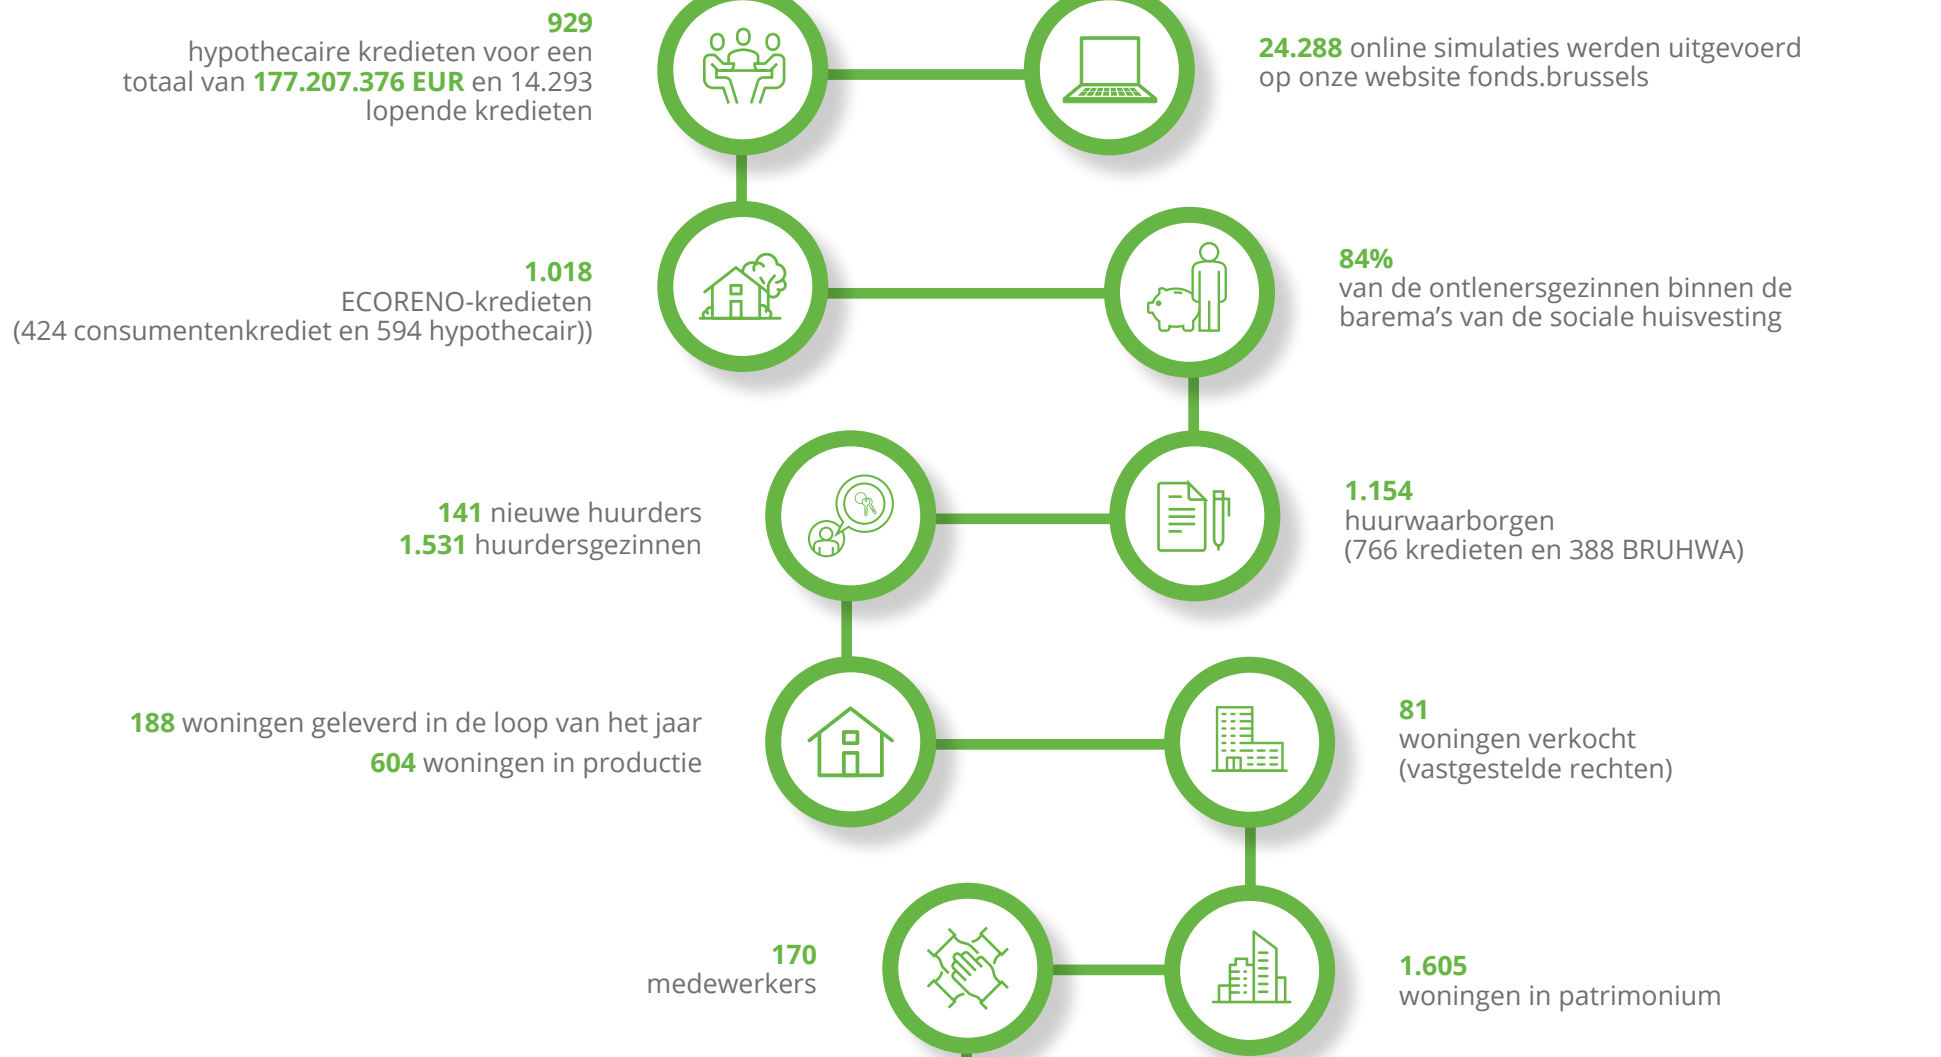 929
hypothecaire kredieten voor een
totaal van 177.207.376 EUR en 14.293
lopende kredieten
24.288 online simulaties werden uitgevoerd
op onze website fonds.brussels
1.018
ECORENO-kredieten
(424 consumentenkrediet en 594 hypothecair))
84%
van de ontlenersgezinnen binnen de
barema’s van de sociale huisvesting
141 nieuwe huurders
1.531 huurdersgezinnen
1.154
huurwaarborgen
(766 kredieten en 388 BRUHWA)
188 woningen geleverd in de loop van het jaar
604 woningen in productie
81
woningen verkocht
(vastgestelde rechten)
170
medewerkers
1.605
woningen in patrimonium